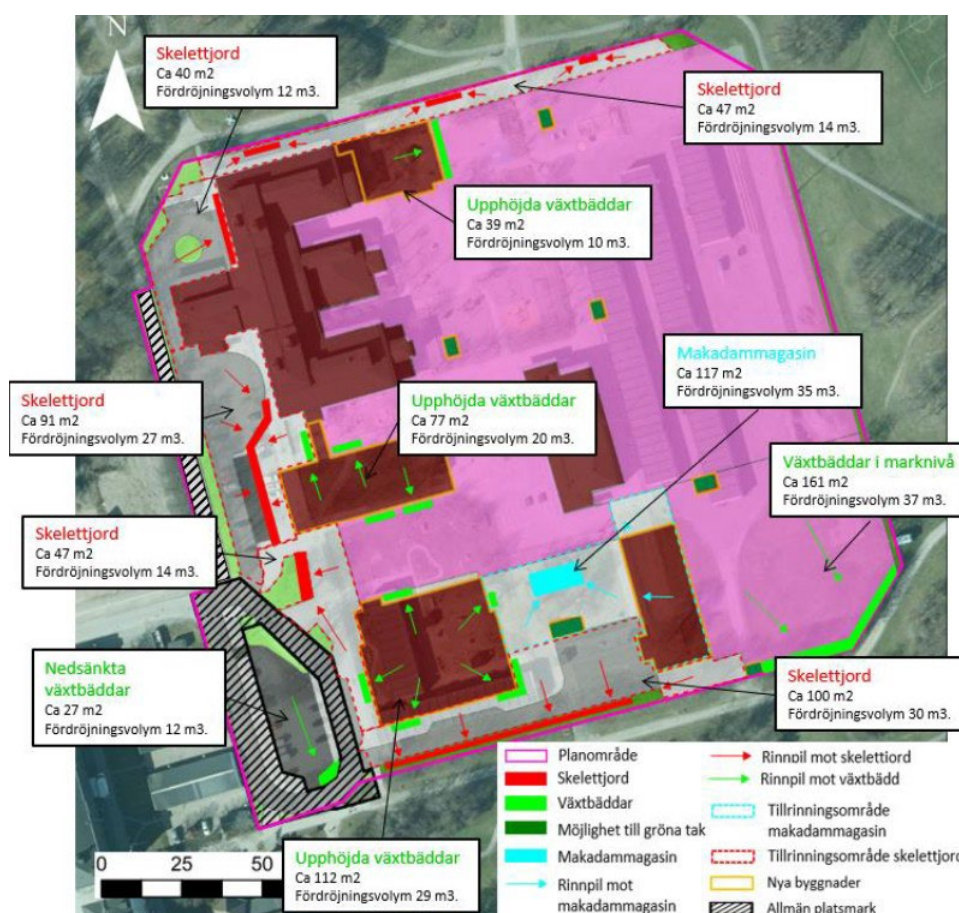 N
Skelettjord
Ca 40 m2
Fördröjningsvolym 12 m3.
Skelettjord
Ca 47 m2
Fördröjningsvolym 14 m3.
Upphöjda växtbäddar
Ca 39 m2
Fördröjningsvolym 10 m3.
Makadammagasin
Ca 117 m2
Fördröjningsvolym 35 m3.
Skelettjord
Ca 91 m2
Fördröjningsvolym 27 m3.
Upphöjda växtbäddar
Ca 77 m2
Fördröjningsvolym 20 m3.
Växtbäddar i marknivå
Ca 161 m2
Fördröjningsvolym 37 m3.
Skelettjord
Ca 47 m2
Fördröjningsvolym 14 m3.
Nedsänkta
växtbäddar
Ca 27 m2
Fördröjningsvolym 12 m3.
Skelettjord
Ca 100 m2
Fördröjningsvolym 30 m3.
Upphöjda växtbäddar
Ca 112 m2
Fördröjningsvolym 29 m3.
0 25 50
Planområde
Skelettjord
Växtbäddar
Möjlighet till gröna tak
Makadammagasin
Rinnpil mot
makadammagasin
Rinnpil mot skelettjord
Rinnpil mot växtbädd
Tillrinningsområde
makadammagasin
Tillrinningsområde skelettjord
Nya byggnader
Allmän platsmark